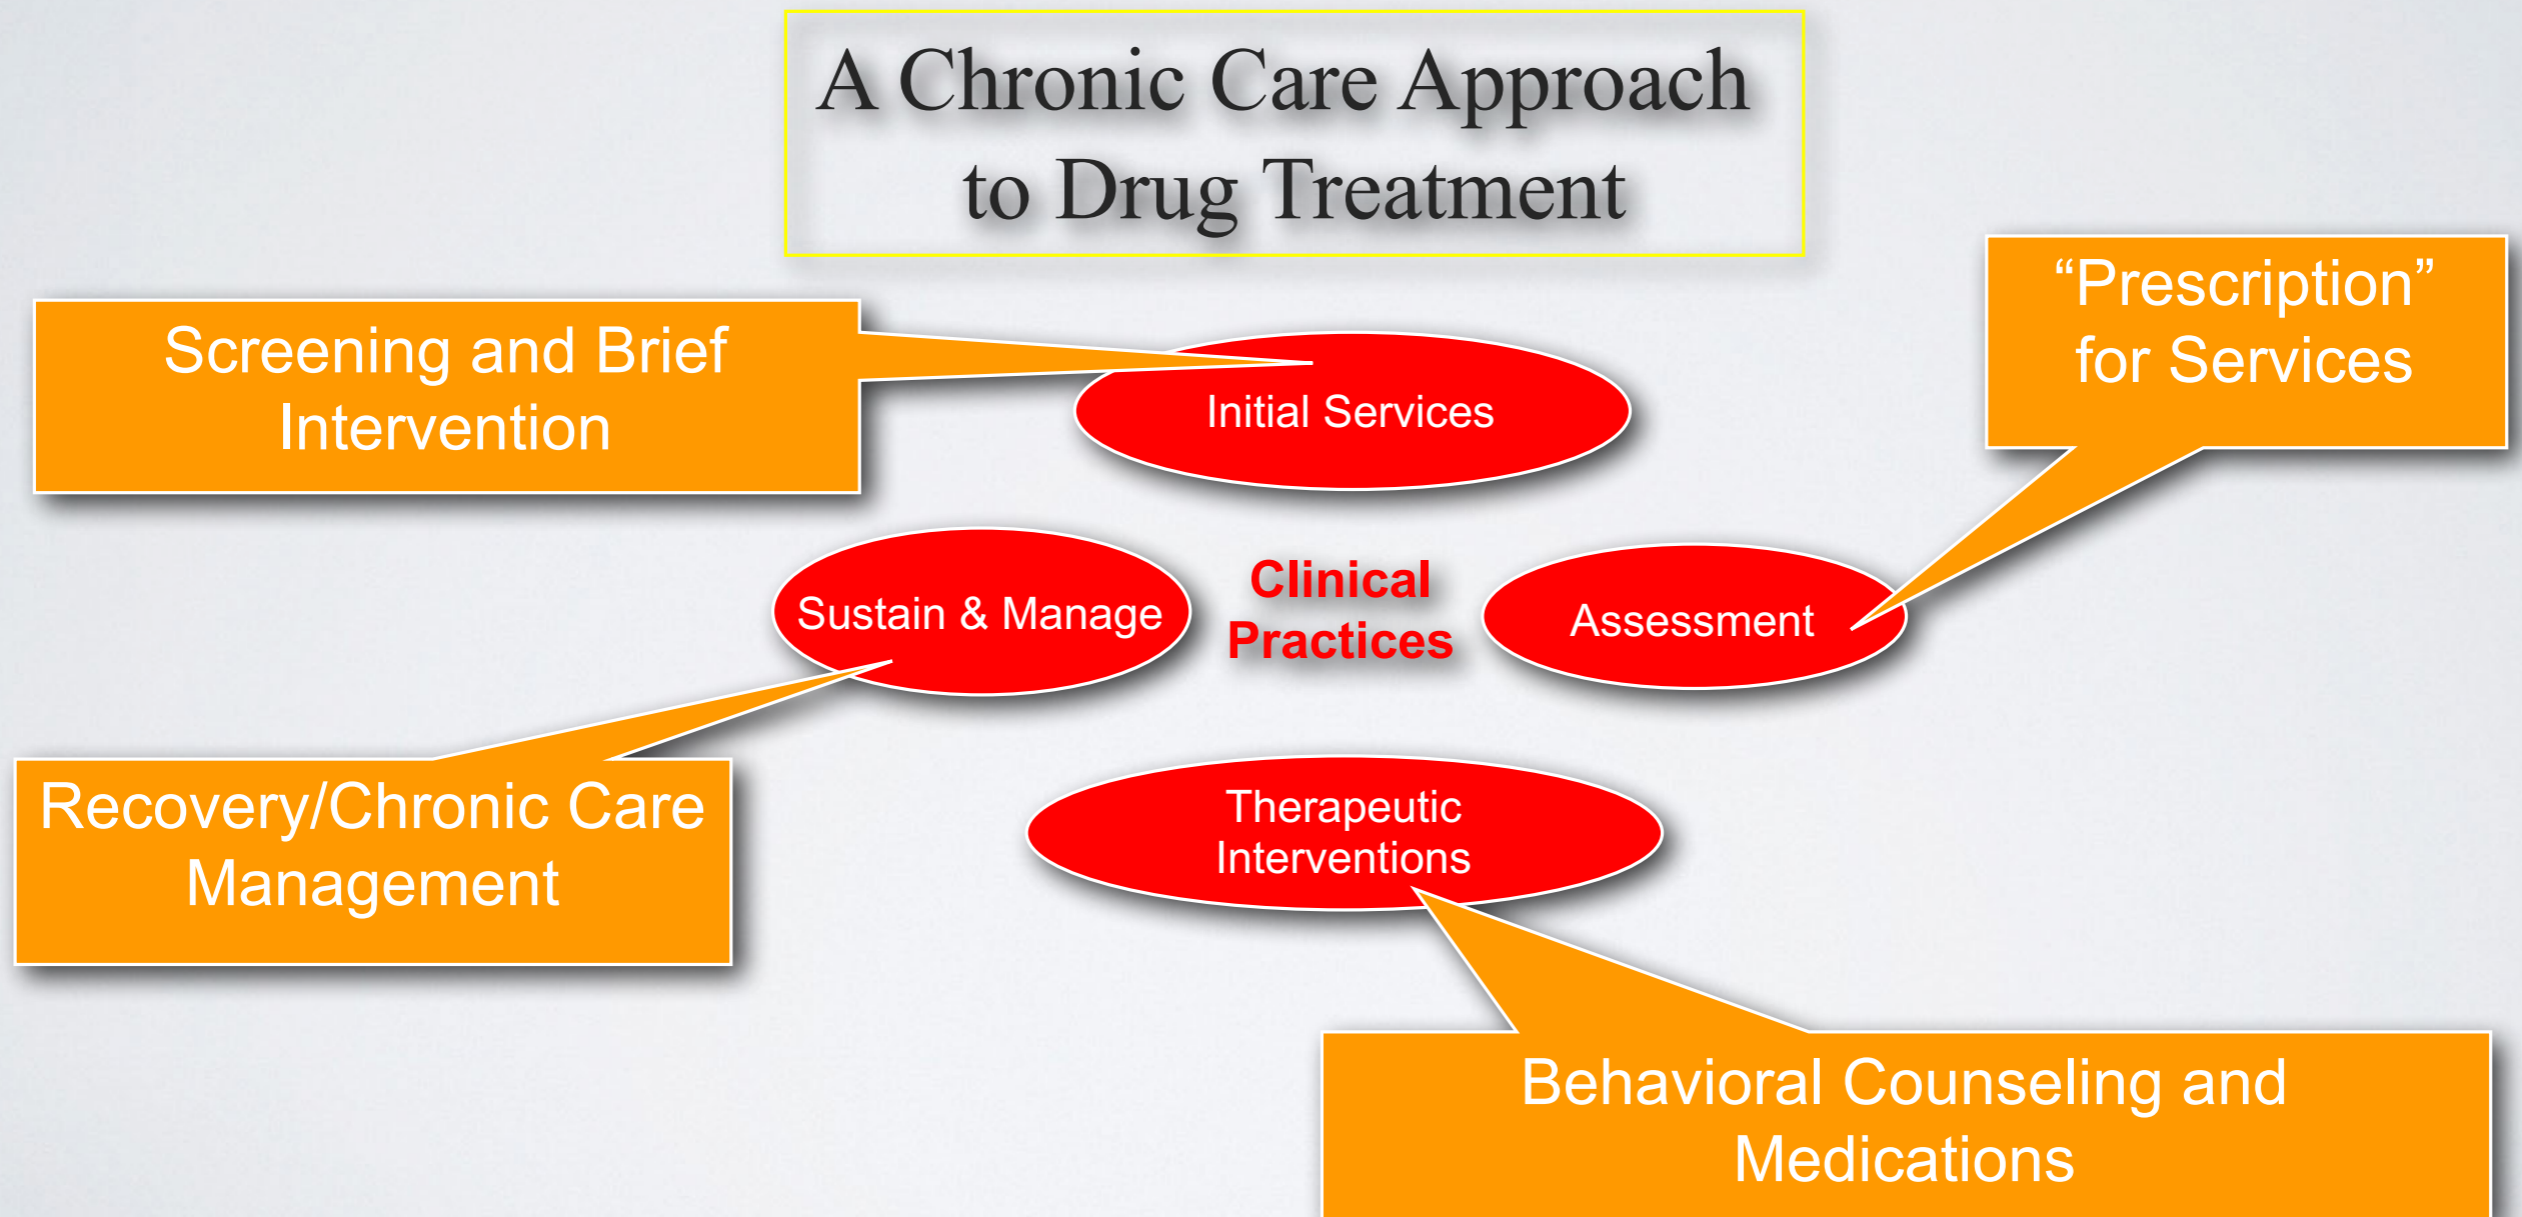 A Chronic Care Approach
to Drug Treatment
“Prescription”
for Services
Screening and Brief
Intervention
Initial Services
Clinical
Practices
Sustain & Manage
Assessment
Recovery/Chronic Care
Management
Therapeutic
Interventions
Behavioral Counseling and
Medications